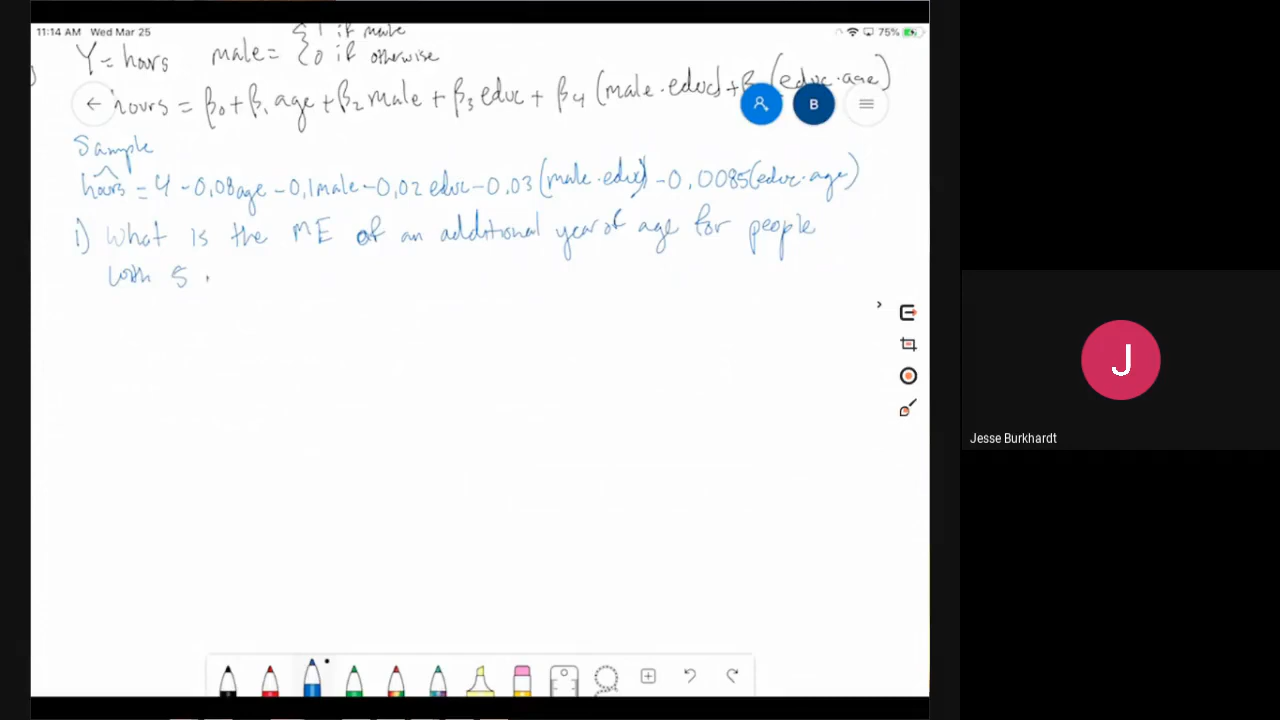 11:14 AM Wed Mar 25 75%
1 if male
Y = hours male = { 0 if otherwise
hours = β0 + β1 age + β2 male + β3 educ + β4 (male·educ) + β (educ·age)
B
Sample
hours = 4 - 0,08age - 0,1male - 0,02 educ - 0,03 (male·educ) - 0,0085(educ·age)
i) What is the ME of an additional year of age for people
with 5
J
Jesse Burkhardt